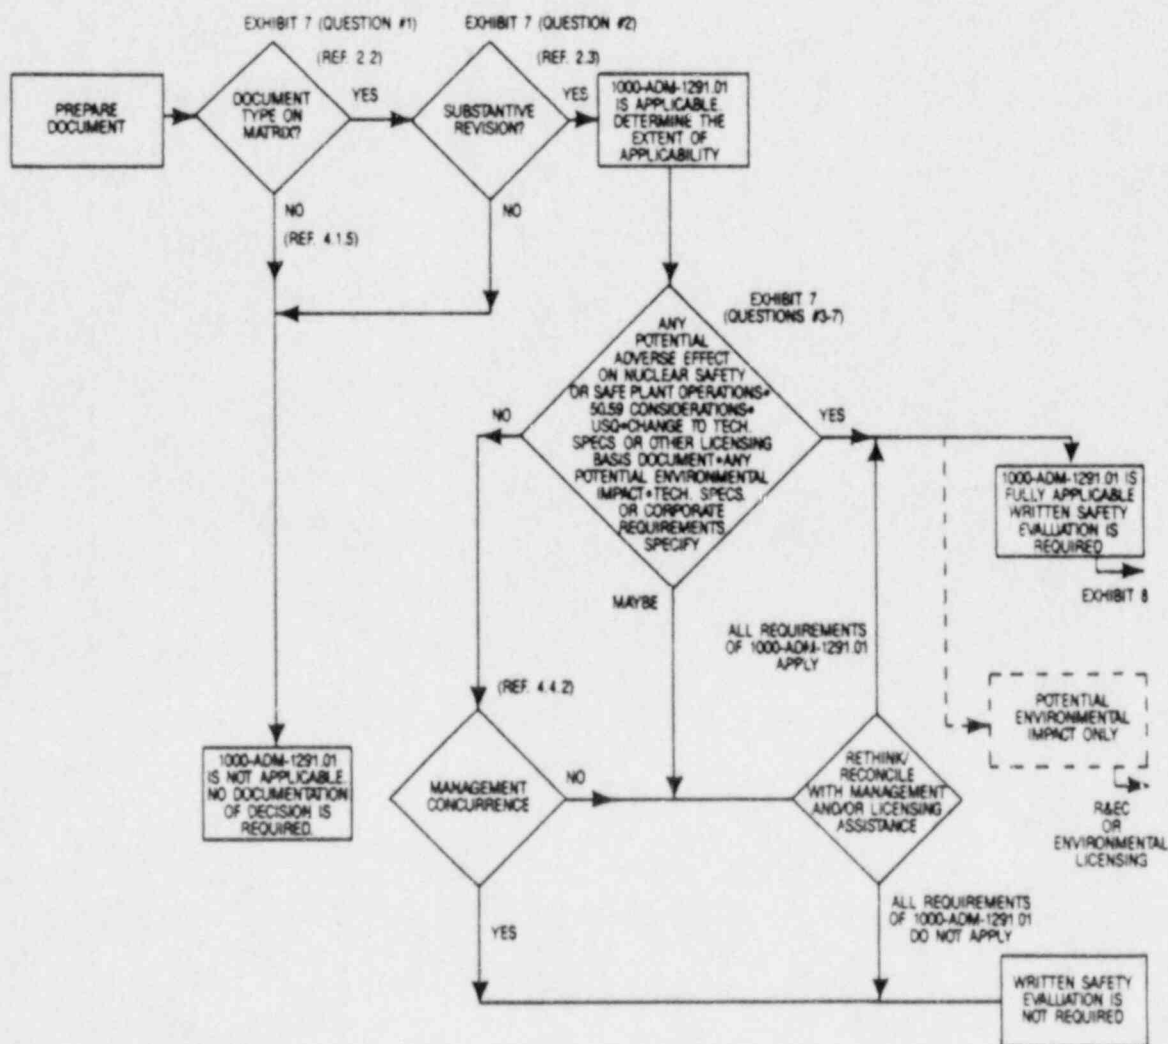 EXHIBIT 7 (QUESTION #1)
(REF. 2.2)
EXHIBIT 7 (QUESTION #2)
(REF. 2.3)
PREPARE
DOCUMENT
DOCUMENT
TYPE ON
MATRIX?
YES
SUBSTANTIVE
REVISION?
YES
1000-ADM-1291.01
IS APPLICABLE.
DETERMINE THE
EXTENT OF
APPLICABILITY
NO
(REF. 4.1.5)
NO
EXHIBIT 7
(QUESTIONS #3-7)
ANY
POTENTIAL
ADVERSE EFFECT
ON NUCLEAR SAFETY
OR SAFE PLANT OPERATIONS•
50.59 CONSIDERATIONS•
USQ•CHANGE TO TECH.
SPECS OR OTHER LICENSING
BASIS DOCUMENT•ANY
POTENTIAL ENVIRONMENTAL
IMPACT•TECH. SPECS.
OR CORPORATE
REQUIREMENTS
SPECIFY
NO
YES
MAYBE
1000-ADM-1291.01 IS
FULLY APPLICABLE
WRITTEN SAFETY
EVALUATION IS
REQUIRED
EXHIBIT 8
ALL REQUIREMENTS
OF 1000-ADM-1291.01
APPLY
POTENTIAL
ENVIRONMENTAL
IMPACT ONLY
R&EC
OR
ENVIRONMENTAL
LICENSING
(REF. 4.4.2)
1000-ADM-1291.01
IS NOT APPLICABLE.
NO DOCUMENTATION
OF DECISION IS
REQUIRED.
MANAGEMENT
CONCURRENCE
NO
RETHINK/
RECONCILE
WITH MANAGEMENT
AND/OR LICENSING
ASSISTANCE
YES
ALL REQUIREMENTS
OF 1000-ADM-1291.01
DO NOT APPLY
WRITTEN SAFETY
EVALUATION IS
NOT REQUIRED